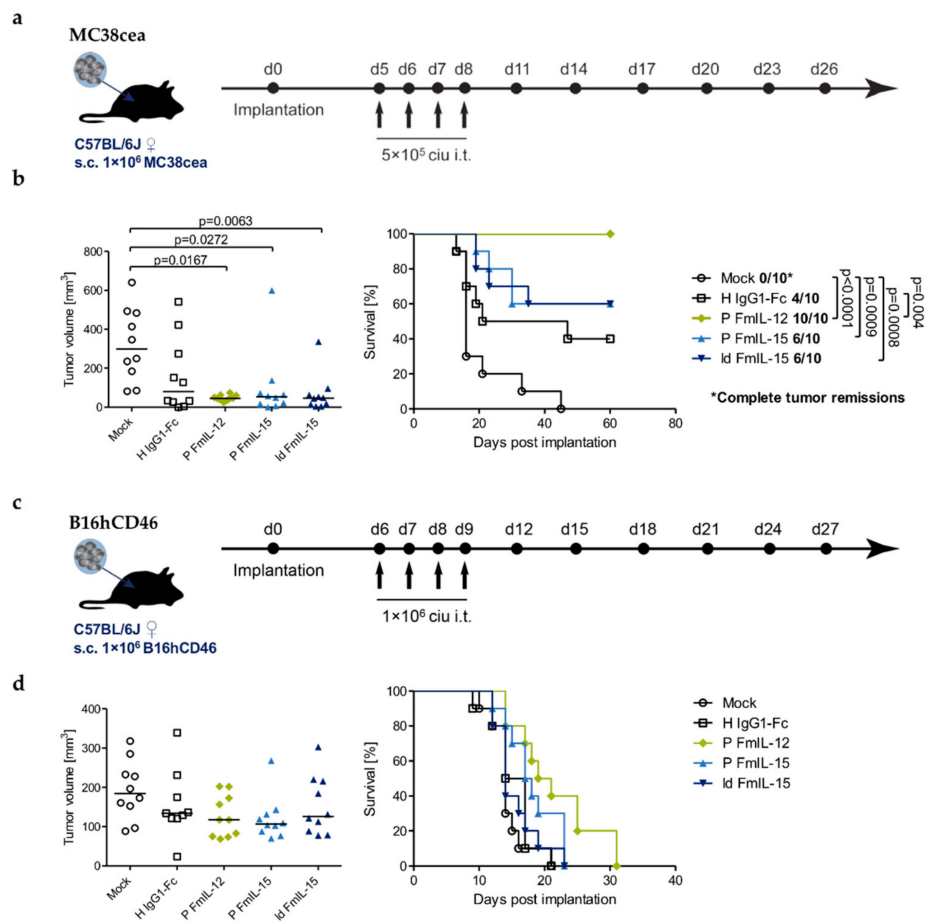 a
MC38cea
d0 d5 d6 d7 d8 d11 d14 d17 d20 d23 d26
Implantation
5×10⁵ ciu i.t.
C57BL/6J ♀
s.c. 1×10⁶ MC38cea
b
p=0.0063
p=0.0272
p=0.0167
Tumor volume [mm³]
800
600
400
200
0
Mock
H IgG1-Fc
P FmIL-12
P FmIL-15
Id FmIL-15
Survival [%]
100
80
60
40
20
0
0 20 40 60 80
Days post implantation
Mock 0/10*
H IgG1-Fc 4/10
P FmIL-12 10/10
P FmIL-15 6/10
Id FmIL-15 6/10
p<0.0001
p=0.0009
p=0.0008
p=0.004
*Complete tumor remissions
c
B16hCD46
d0 d6 d7 d8 d9 d12 d15 d18 d21 d24 d27
Implantation
1×10⁶ ciu i.t.
C57BL/6J ♀
s.c. 1×10⁶ B16hCD46
d
Tumor volume [mm³]
400
300
200
100
0
Mock
H IgG1-Fc
P FmIL-12
P FmIL-15
Id FmIL-15
Survival [%]
100
80
60
40
20
0
0 10 20 30 40
Days post implantation
Mock
H IgG1-Fc
P FmIL-12
P FmIL-15
Id FmIL-15